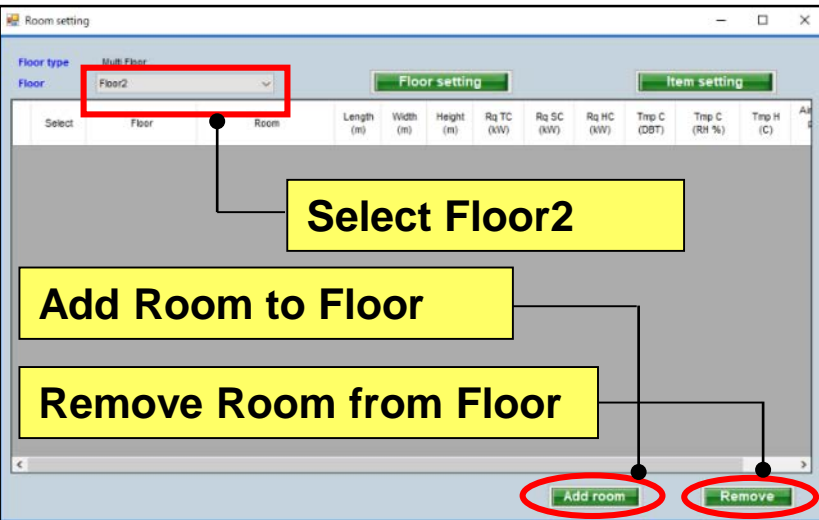 Room setting
Floor type Multi Floor
Floor Floor2 Floor setting Item setting
Select Floor Room Length (m) Width (m) Height (m) Rq TC (kW) Rq SC (kW) Rq HC (kW) Tmp C (DBT) Tmp C (RH %) Tmp H (C)
Select Floor2
Add Room to Floor
Remove Room from Floor
Add room Remove